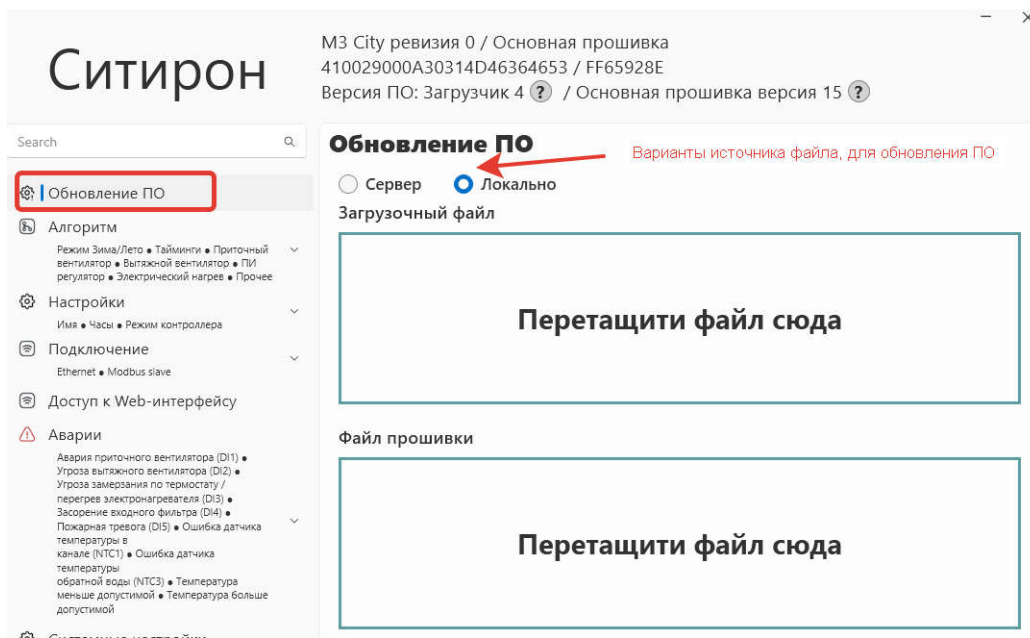 Ситирон
М3 City ревизия 0 / Основная прошивка
410029000A30314D46364653 / FF65928E
Версия ПО: Загрузчик 4 ? / Основная прошивка версия 15 ?
Search
Обновление ПО
Алгоритм
Режим Зима/Лето ● Тайминги ● Приточный
вентилятор ● Вытяжной вентилятор ● ПИ
регулятор ● Электрический нагрев ● Прочее
Настройки
Имя ● Часы ● Режим контроллера
Подключение
Ethernet ● Modbus slave
Доступ к Web-интерфейсу
Аварии
Авария приточного вентилятора (DI1) ●
Угроза вытяжного вентилятора (DI2) ●
Угроза замерзания по термостату /
перегрев электронагревателя (DI3) ●
Засорение входного фильтра (DI4) ●
Пожарная тревога (DI5) ● Ошибка датчика
температуры в
канале (NTC1) ● Ошибка датчика
температуры
обратной воды (NTC3) ● Температура
меньше допустимой ● Температура больше
допустимой
Системные настройки
Обновление ПО
Варианты источника файла, для обновления ПО
Сервер Локально
Загрузочный файл
Перетащити файл сюда
Файл прошивки
Перетащити файл сюда